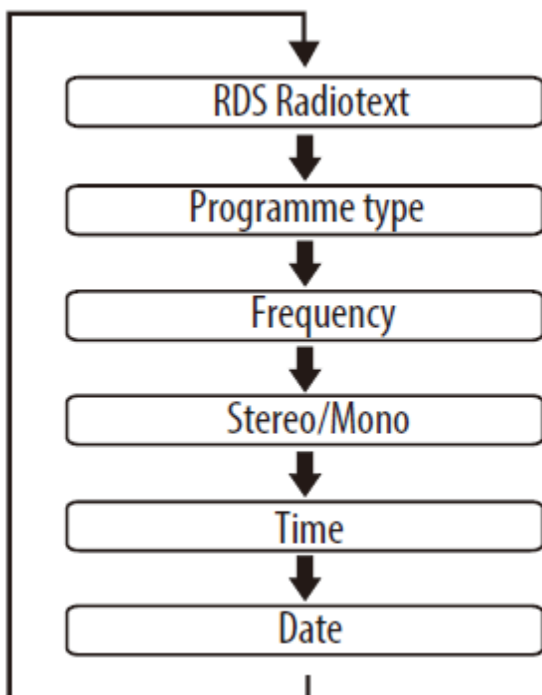 RDS Radiotext
Programme type
Frequency
Stereo/Mono
Time
Date